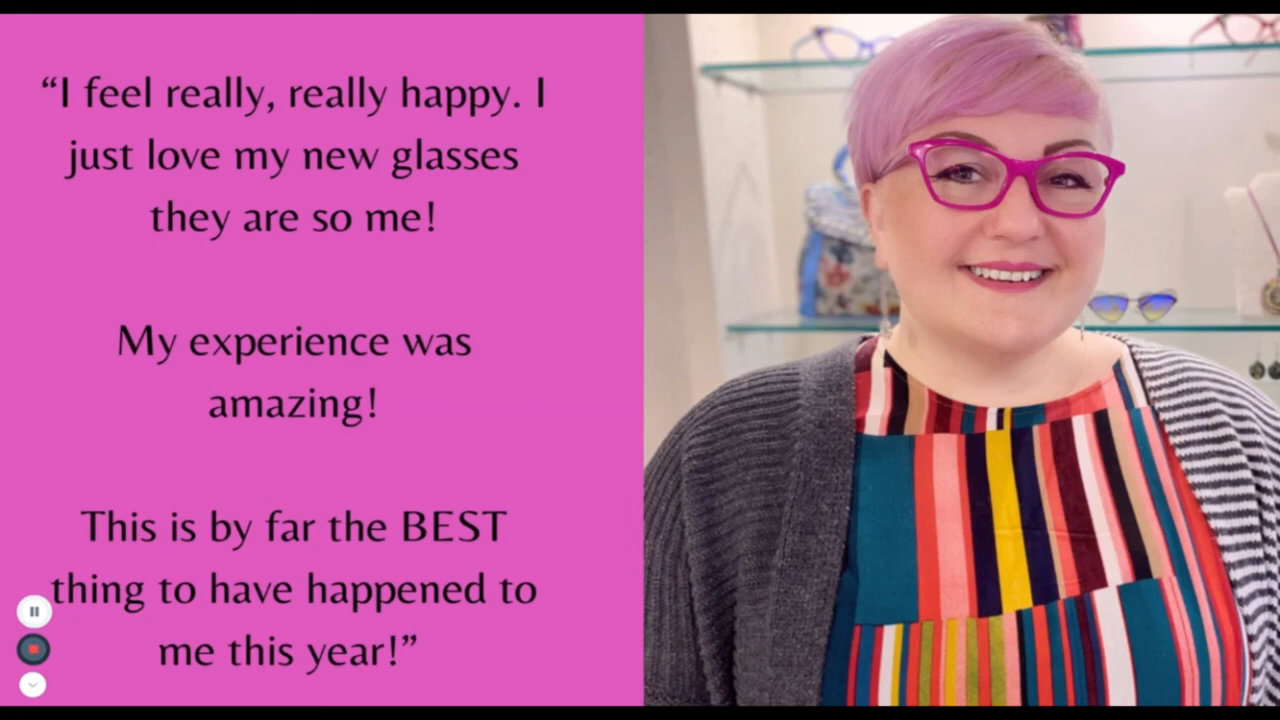 “I feel really, really happy. I
just love my new glasses
they are so me!
My experience was
amazing!
This is by far the BEST
thing to have happened to
me this year!”